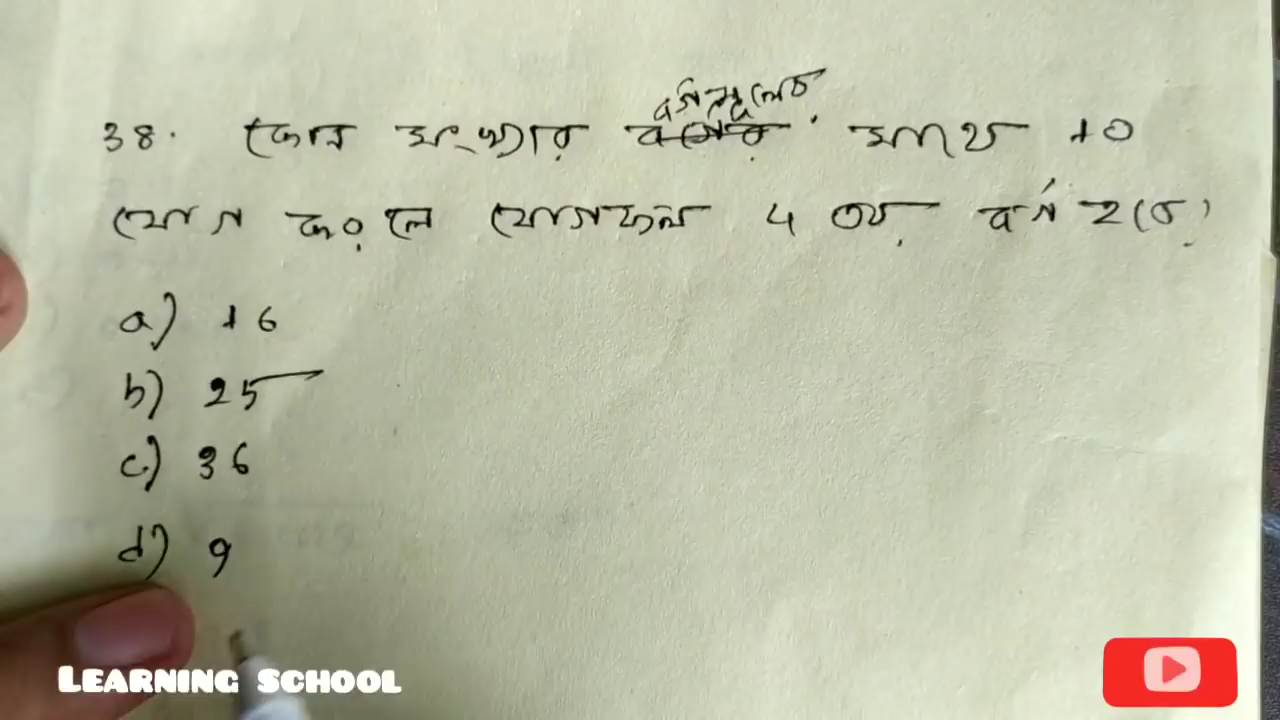 38. কোন সংখ্যার বর্গমূলের সাথে 10
যোগ করলে যোগফল 4 এর বর্গ হবে?
a) 16
b) 25
c) 36
d) 9
LEARNING SCHOOL